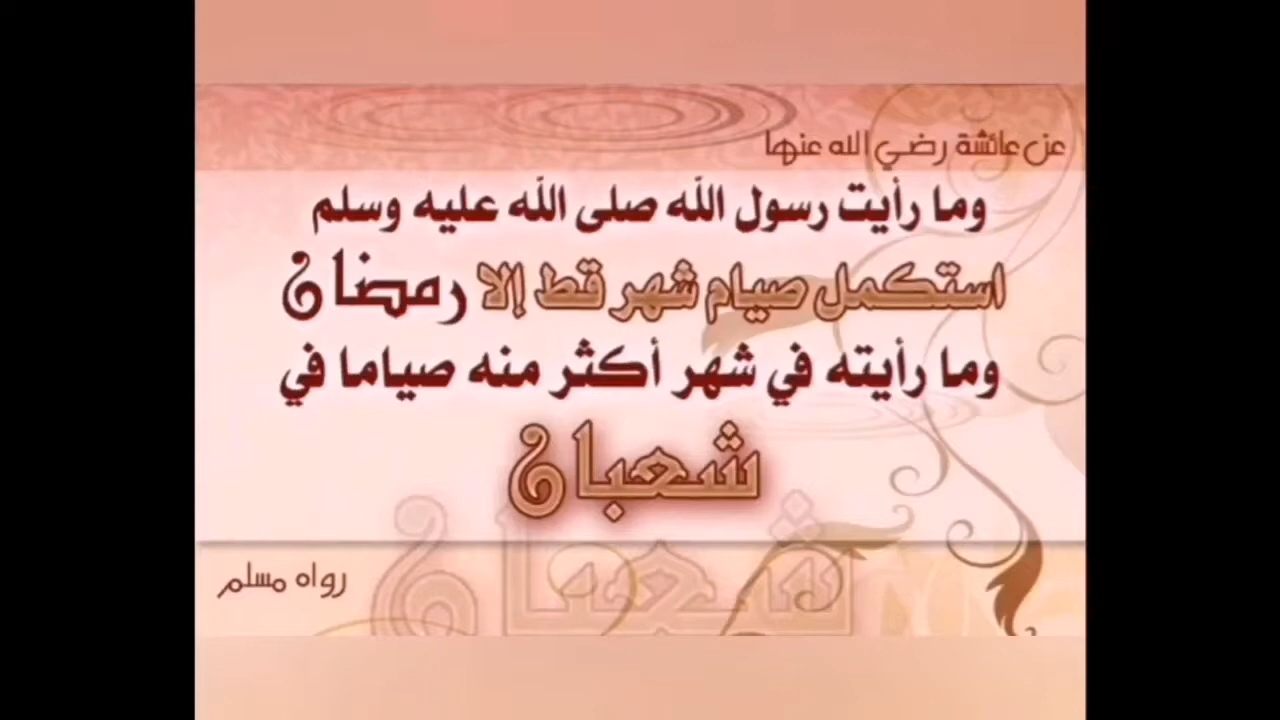 عن عائشة رضي الله عنها
وما رأيت رسول الله صلى الله عليه وسلم
استكمل صيام شهر قط إلا رمضان
وما رأيته في شهر أكثر منه صياما في
شعبان
شعبان
رواه مسلم